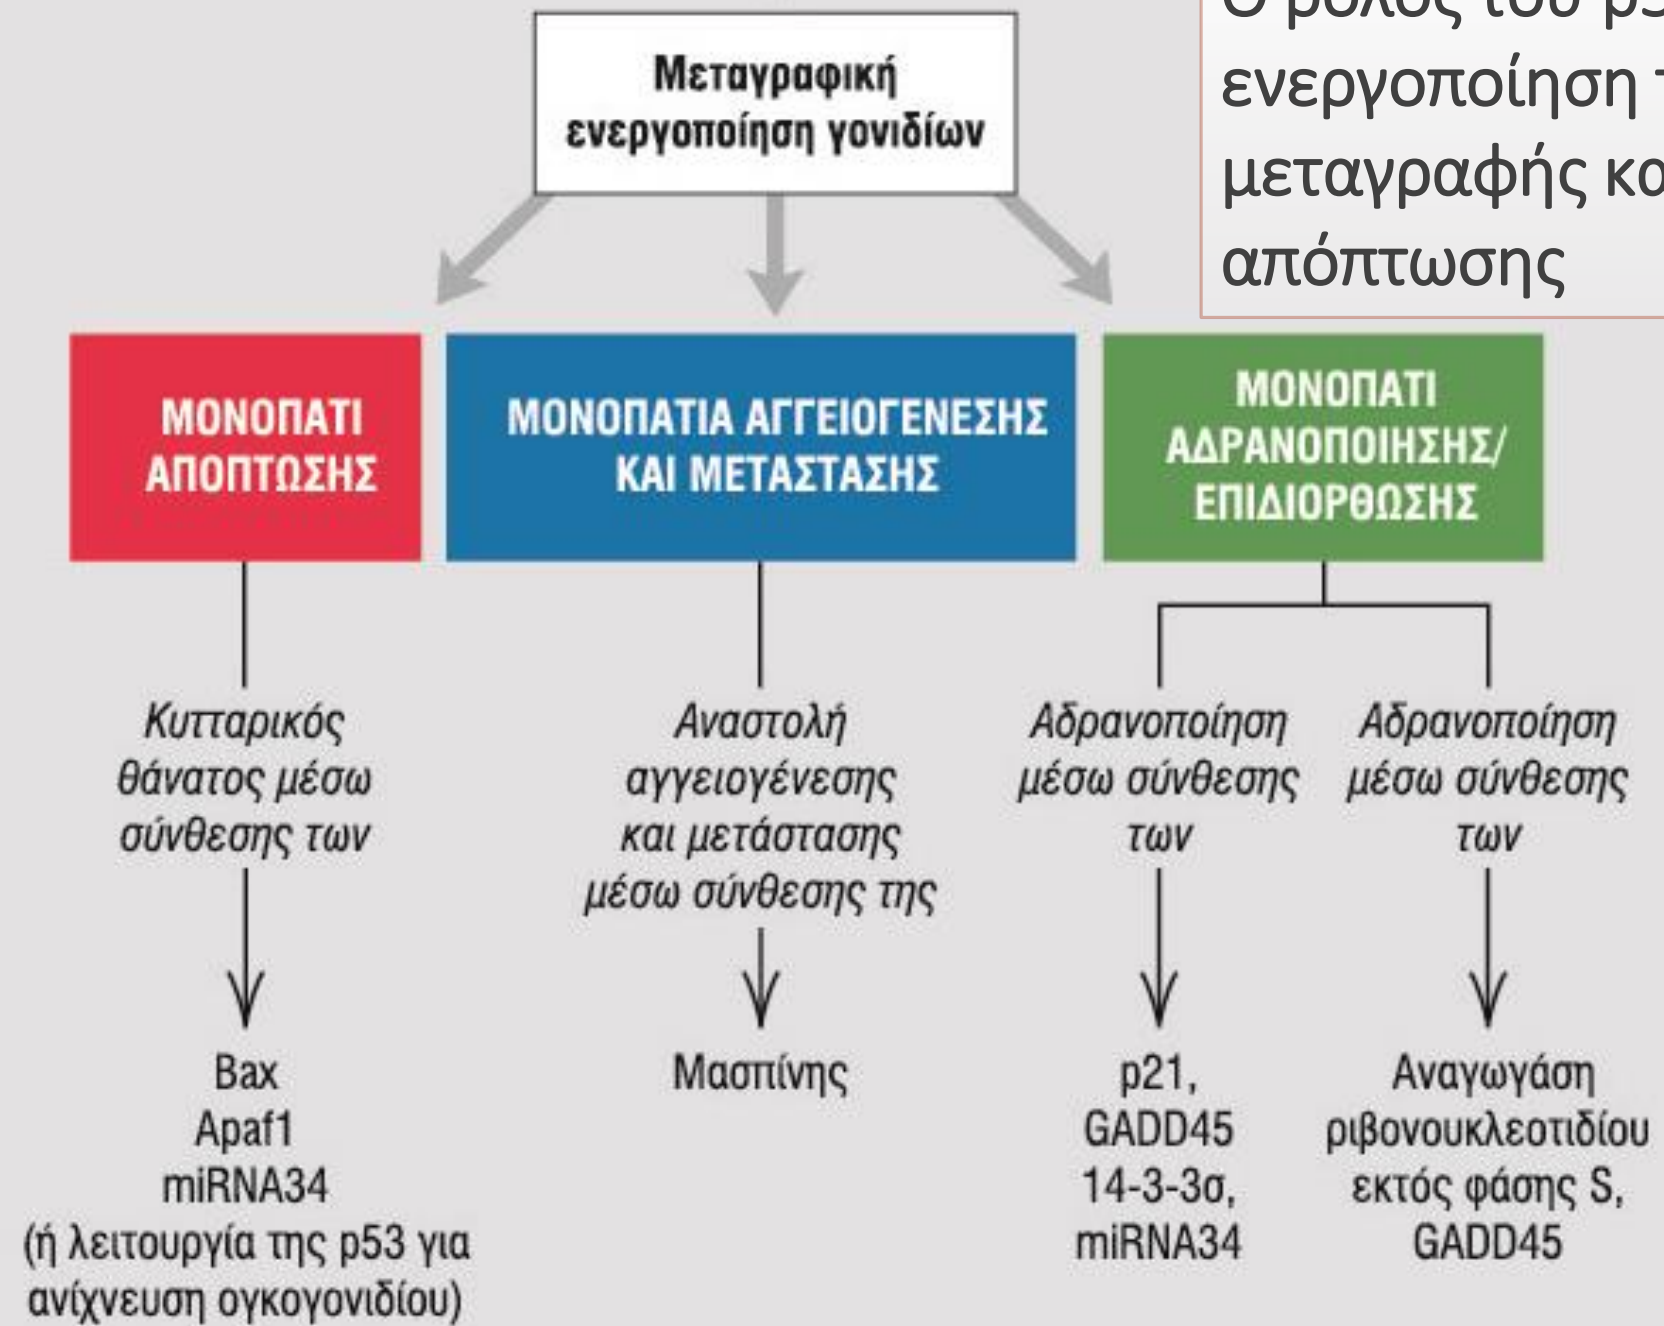 Ο ρόλος του
ενεργοποίηση
μεταγραφής
απόπτωσης
Μεταγραφική
ενεργοποίηση γονιδίων
ΜΟΝΟΠΑΤΙ
ΑΠΟΠΤΩΣΗΣ
ΜΟΝΟΠΑΤΙΑ ΑΓΓΕΙΟΓΕΝΕΣΗΣ
ΚΑΙ ΜΕΤΑΣΤΑΣΗΣ
ΜΟΝΟΠΑΤΙ
ΑΔΡΑΝΟΠΟΙΗΣΗΣ/
ΕΠΙΔΙΟΡΘΩΣΗΣ
Κυτταρικός
θάνατος μέσω
σύνθεσης των
Bax
Apaf1
miRNA34
(ή λειτουργία της p53 για
ανίχνευση ογκογονιδίου)
Αναστολή
αγγειογένεσης
και μετάστασης
μέσω σύνθεσης της
Μασπίνης
Αδρανοποίηση
μέσω σύνθεσης
των
p21,
GADD45
14-3-3σ,
miRNA34
Αδρανοποίηση
μέσω σύνθεσης
των
Αναγωγάση
ριβονουκλεοτιδίου
εκτός φάσης S,
GADD45